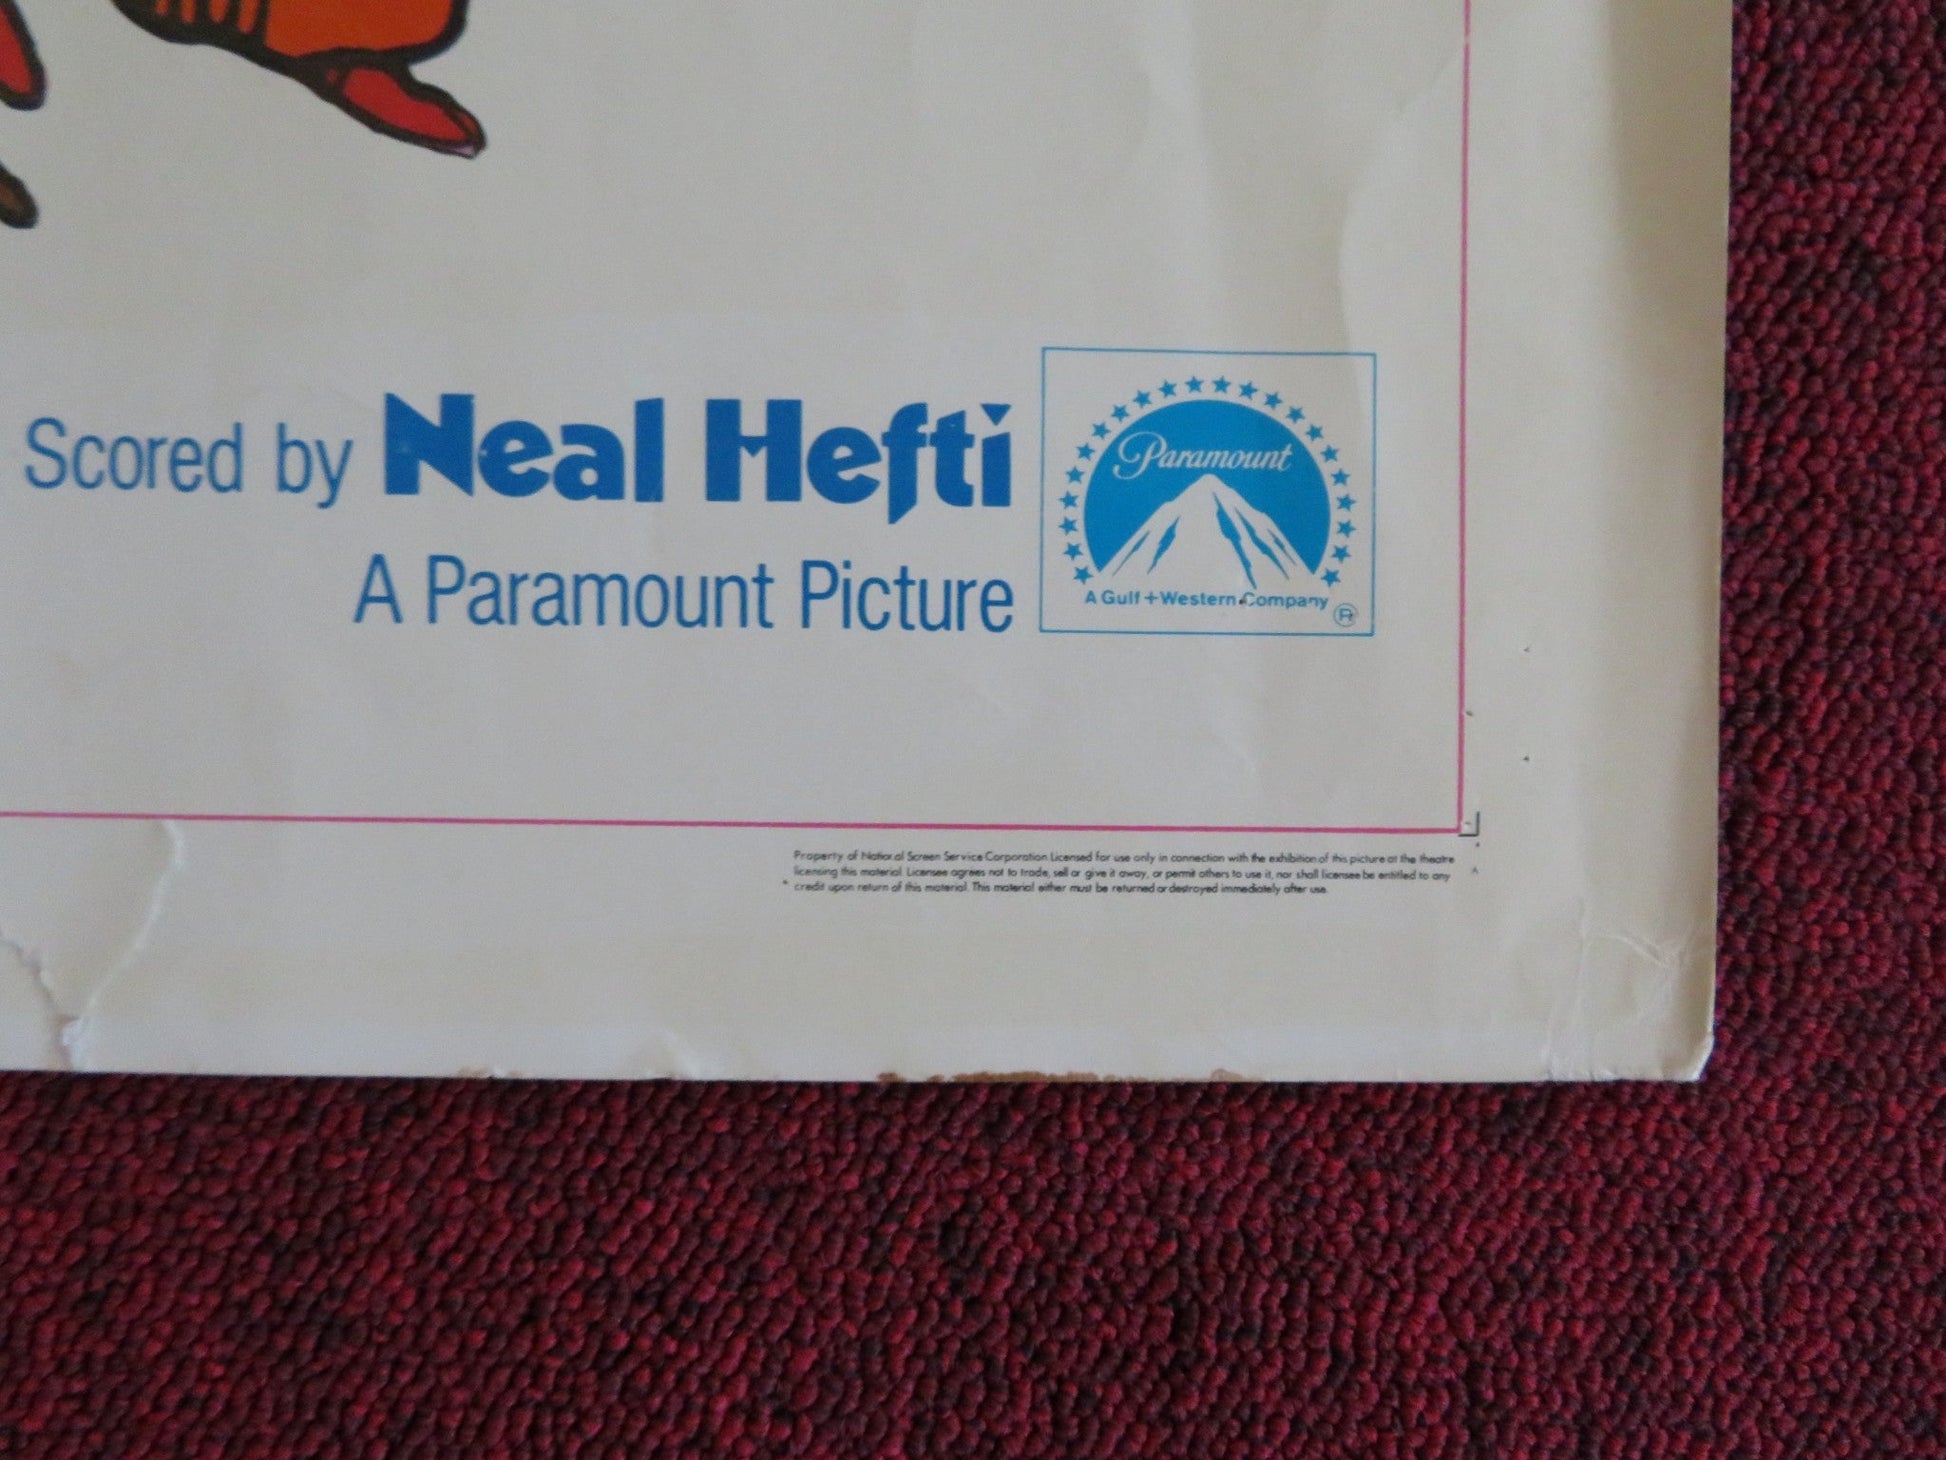 Scored by Neal Hefti
A Paramount Picture
Paramount
A Gulf+Western Company ®
Property of National Screen Service Corporation Licensed for use only in connection with the exhibition of this picture at the theatre
licensing this material. Licensee agrees not to trade, sell or give it away, or permit others to use it, nor shall licensee be entitled to any
credit upon return of this material. This material either must be returned or destroyed immediately after use.